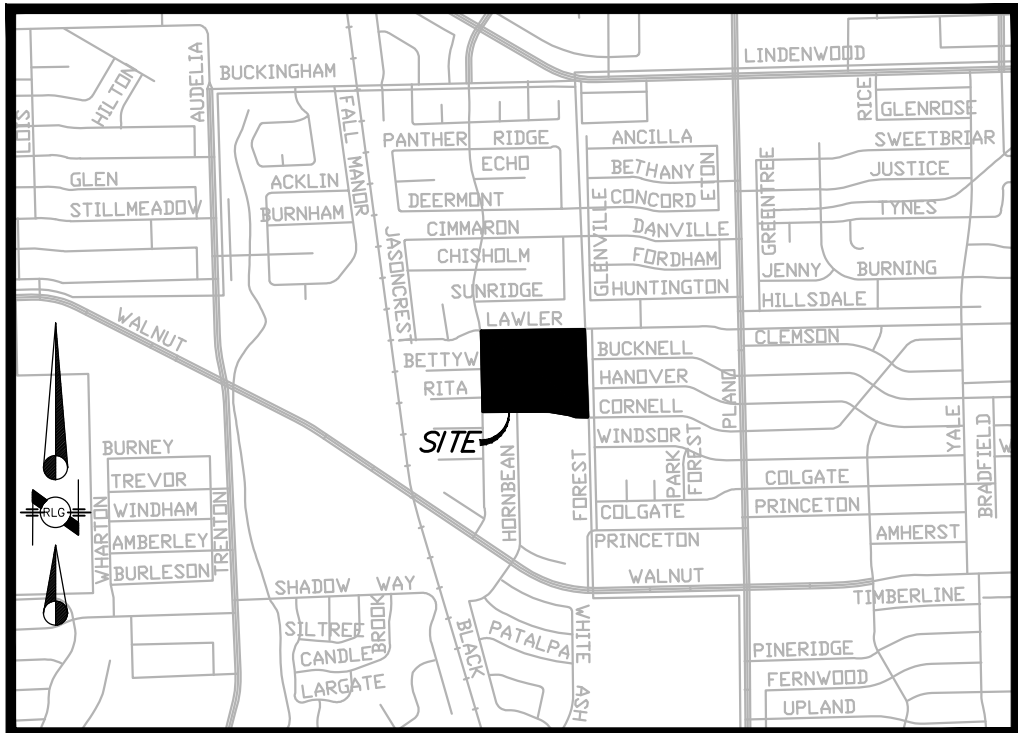 LINDENWOOD
BUCKINGHAM
AUDELIA
HILTON
LOIS
RICE
GLENROSE
FALL MANOR
PANTHER RIDGE
ANCILLA
SWEETBRIAR
ECHO
BETHANY
ETON
JUSTICE
GLEN
ACKLIN
DEERMONT
CONCORD
GREENTREE
STILLMEADOW
BURNHAM
TYNES
CIMMARON
DANVILLE
JASONCREST
CHISHOLM
GLENVILLE
FORDHAM
JENNY
BURNING
SUNRIDGE
HUNTINGTON
HILLSDALE
LAWLER
WALNUT
CLEMSON
BETTYW
BUCKNELL
RITA
HANOVER
PLANO
CORNELL
SITE
WINDSOR
YALE
BRADFIELD
W
BURNEY
HORNBEAN
FOREST
PARK
FOREST
COLGATE
TREVOR
WINDHAM
COLGATE
PRINCETON
RLG
WHARTON
TRENTON
AMBERLEY
PRINCETON
AMHERST
BURLESON
SHADOW WAY
WALNUT
TIMBERLINE
SILTREE
BROOK
BLACK
PATALPA
WHITE ASH
CANDLE
PINERIDGE
LARGATE
FERNWOOD
UPLAND